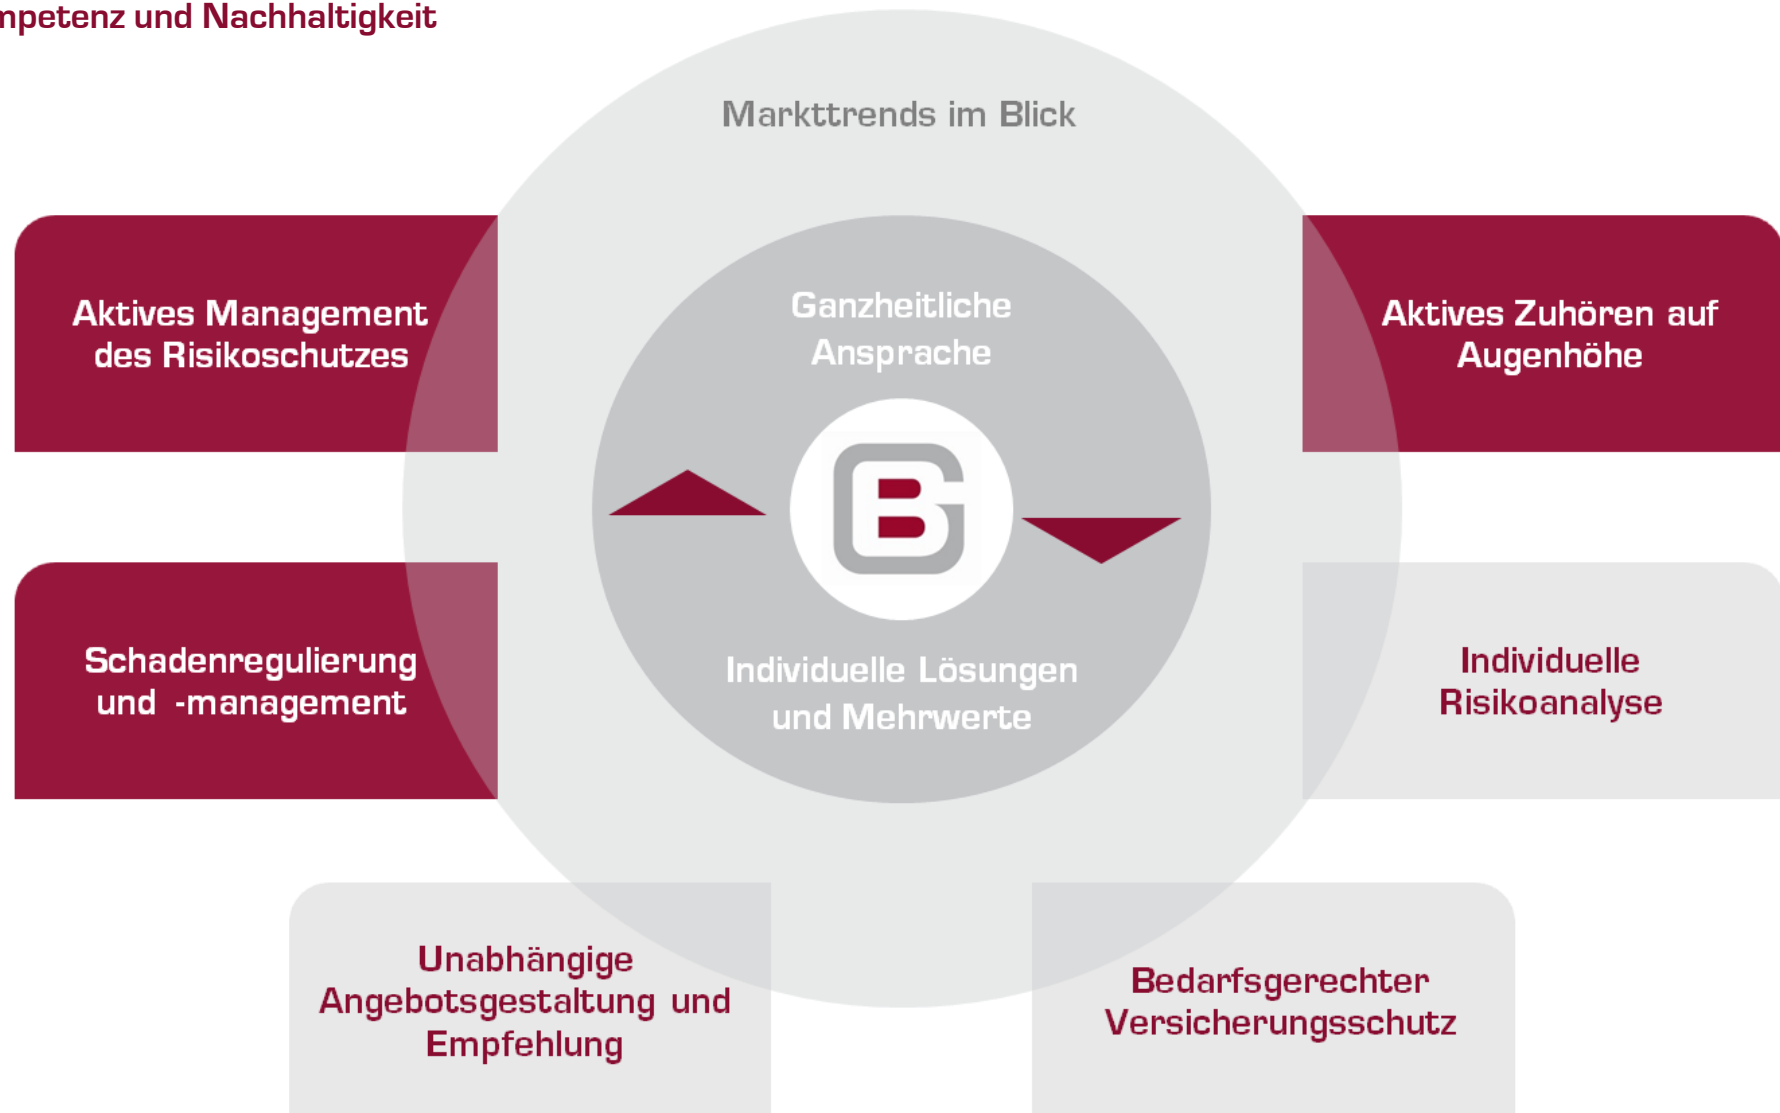 mpetenz und Nachhaltigkeit
Markttrends im Blick
Aktives Management
des Risikoschutzes
Ganzheitliche
Ansprache
Aktives Zuhören auf
Augenhöhe
B
Schadenregulierung
und -management
Individuelle Lösungen
und Mehrwerte
Individuelle
Risikoanalyse
Unabhängige
Angebotsgestaltung und
Empfehlung
Bedarfsgerechter
Versicherungsschutz